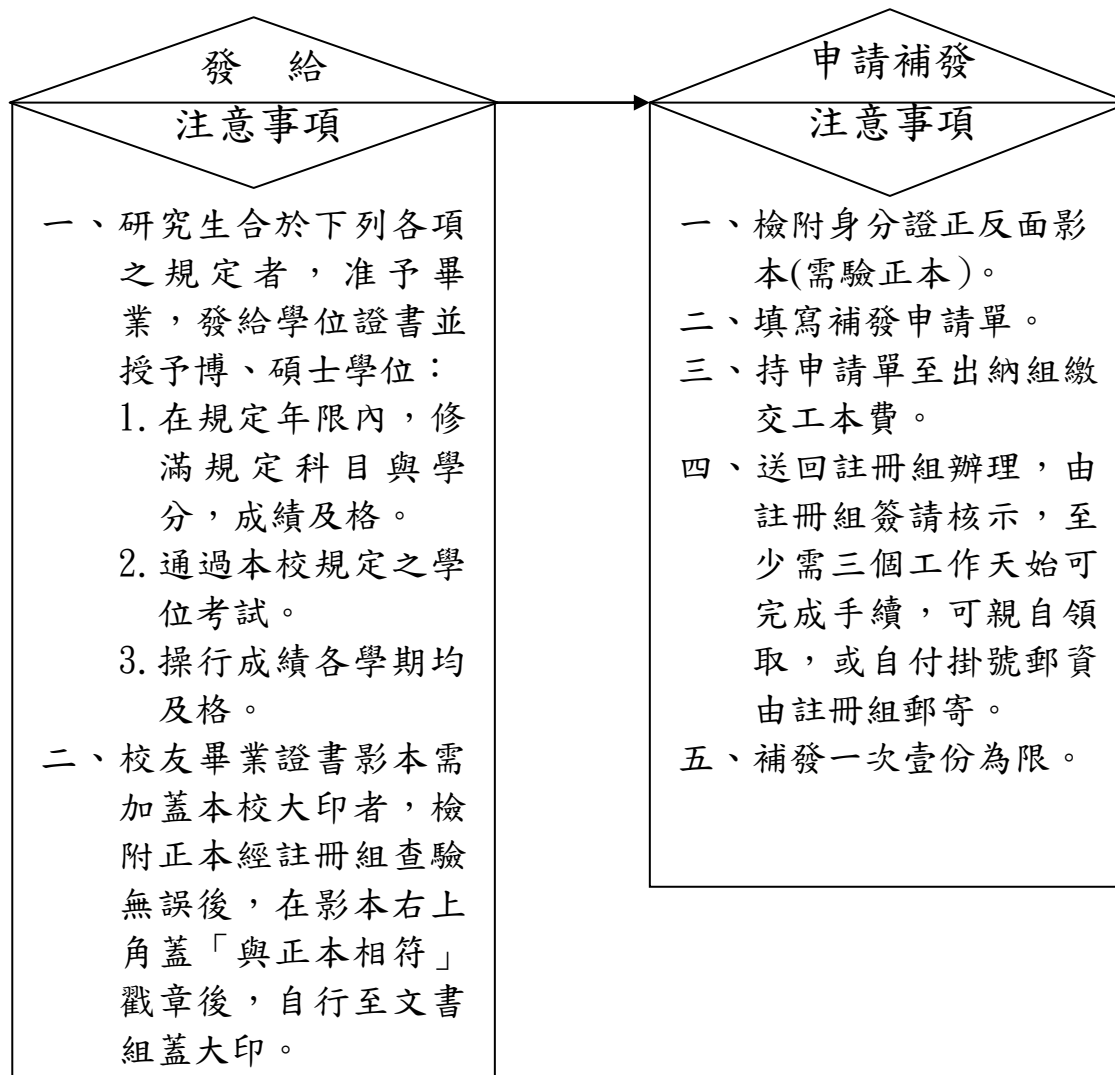 發 給
注意事項
一、研究生合於下列各項
之規定者，准予畢
業，發給學位證書並
授予博、碩士學位：
1.在規定年限內，修
滿規定科目與學
分，成績及格。
2.通過本校規定之學
位考試。
3.操行成績各學期均
及格。
二、校友畢業證書影本需
加蓋本校大印者，檢
附正本經註冊組查驗
無誤後，在影本右上
角蓋「與正本相符」
戳章後，自行至文書
組蓋大印。
申請補發
注意事項
一、檢附身分證正反面影
本(需驗正本)。
二、填寫補發申請單。
三、持申請單至出納組繳
交工本費。
四、送回註冊組辦理，由
註冊組簽請核示，至
少需三個工作天始可
完成手續，可親自領
取，或自付掛號郵資
由註冊組郵寄。
五、補發一次壹份為限。